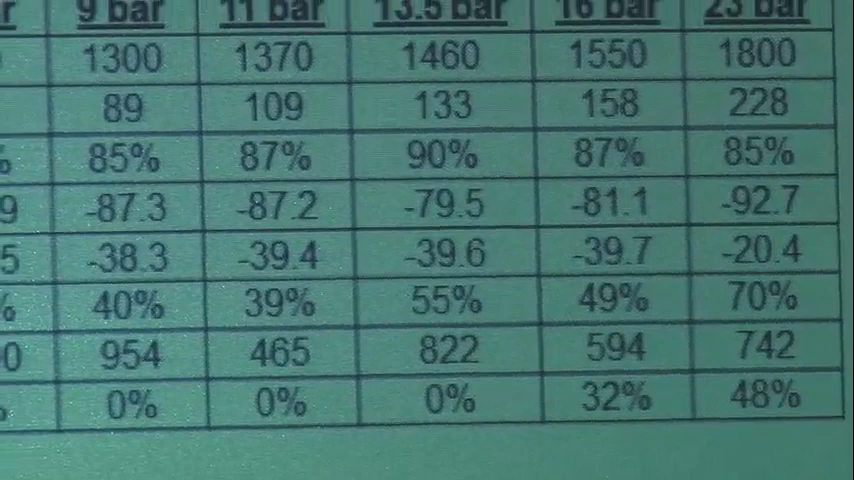 r 9 bar 11 bar 13.5 bar 16 bar 23 bar
1300 1370 1460 1550 1800
89 109 133 158 228
% 85% 87% 90% 87% 85%
9 -87.3 -87.2 -79.5 -81.1 -92.7
5 -38.3 -39.4 -39.6 -39.7 -20.4
% 40% 39% 55% 49% 70%
0 954 465 822 594 742
% 0% 0% 0% 32% 48%